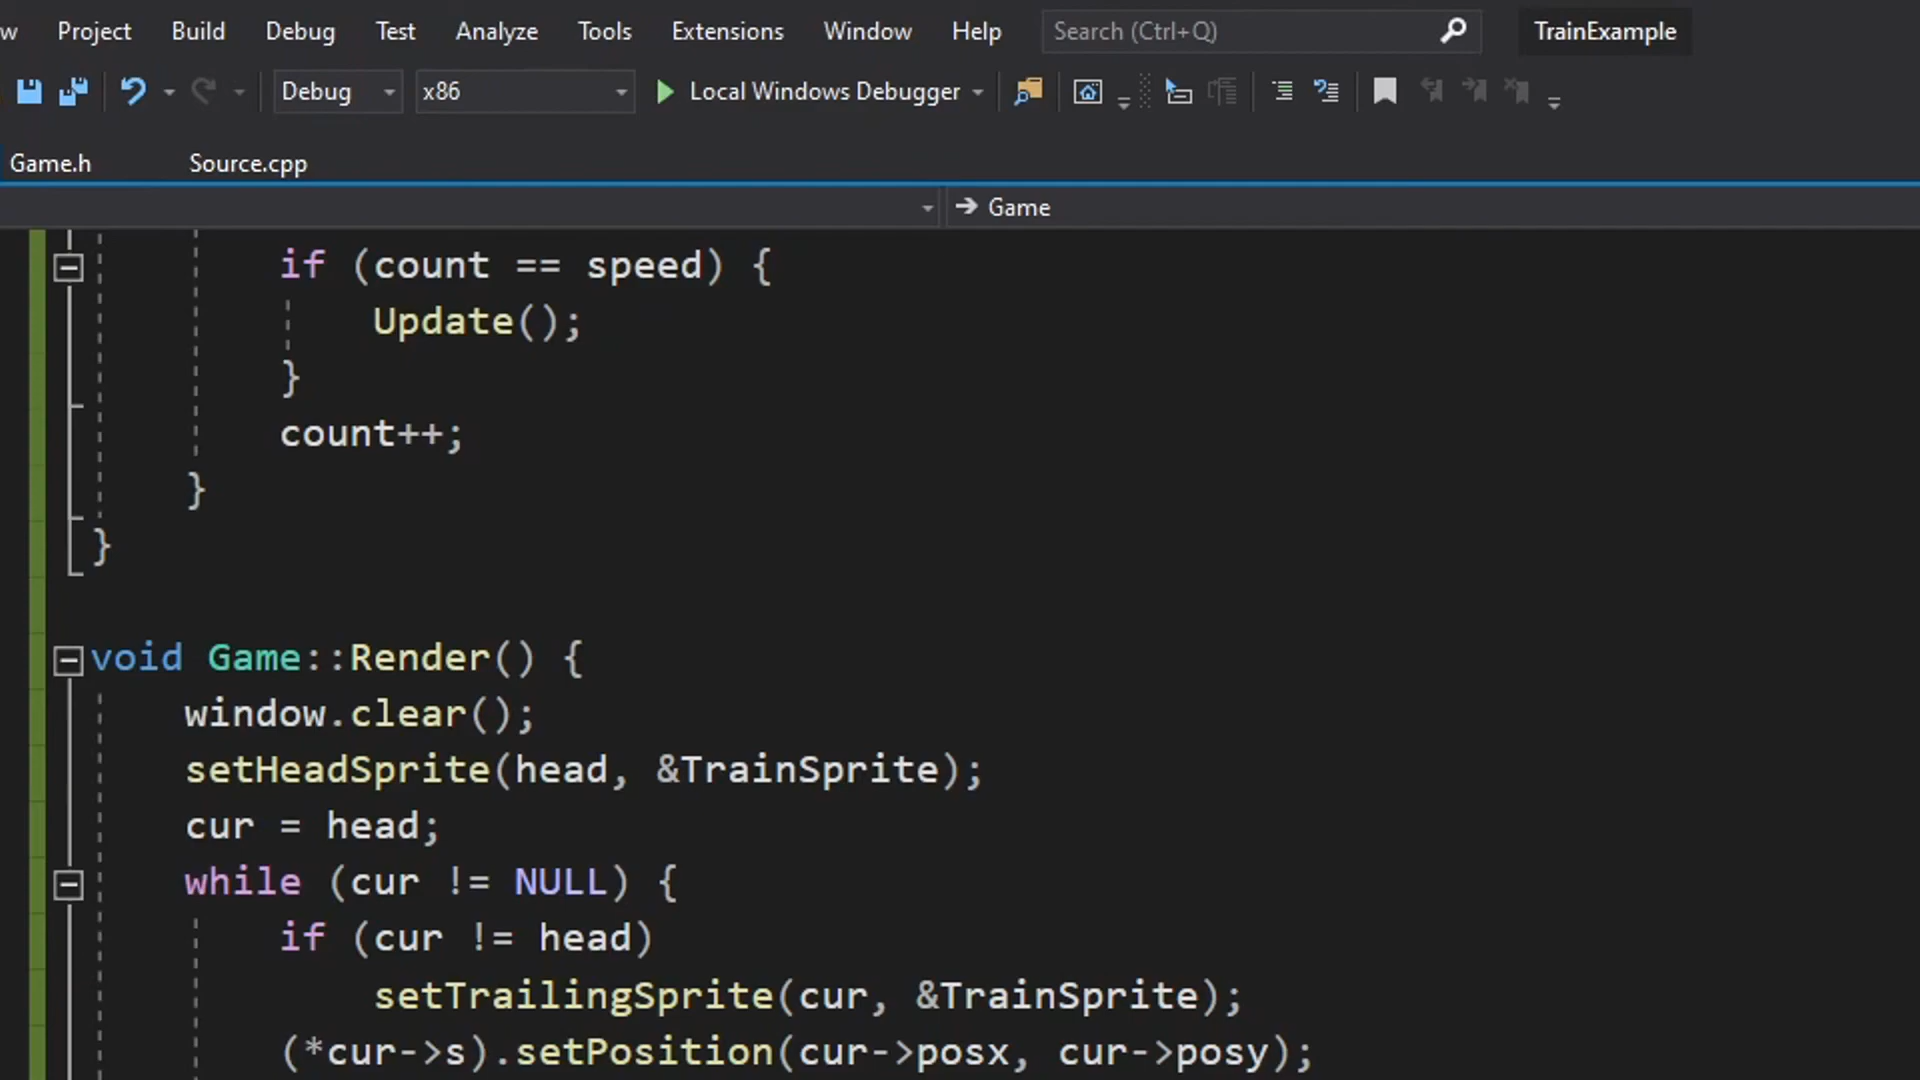 w Project Build Debug Test Analyze Tools Extensions Window Help Search (Ctrl+Q) TrainExample
Debug x86 Local Windows Debugger
Game.h Source.cpp
Game
if (count == speed) {
Update();
}
count++;
}
}
void Game::Render() {
window.clear();
setHeadSprite(head, &TrainSprite);
cur = head;
while (cur != NULL) {
if (cur != head)
setTrailingSprite(cur, &TrainSprite);
(*cur->s).setPosition(cur->posx, cur->posy);